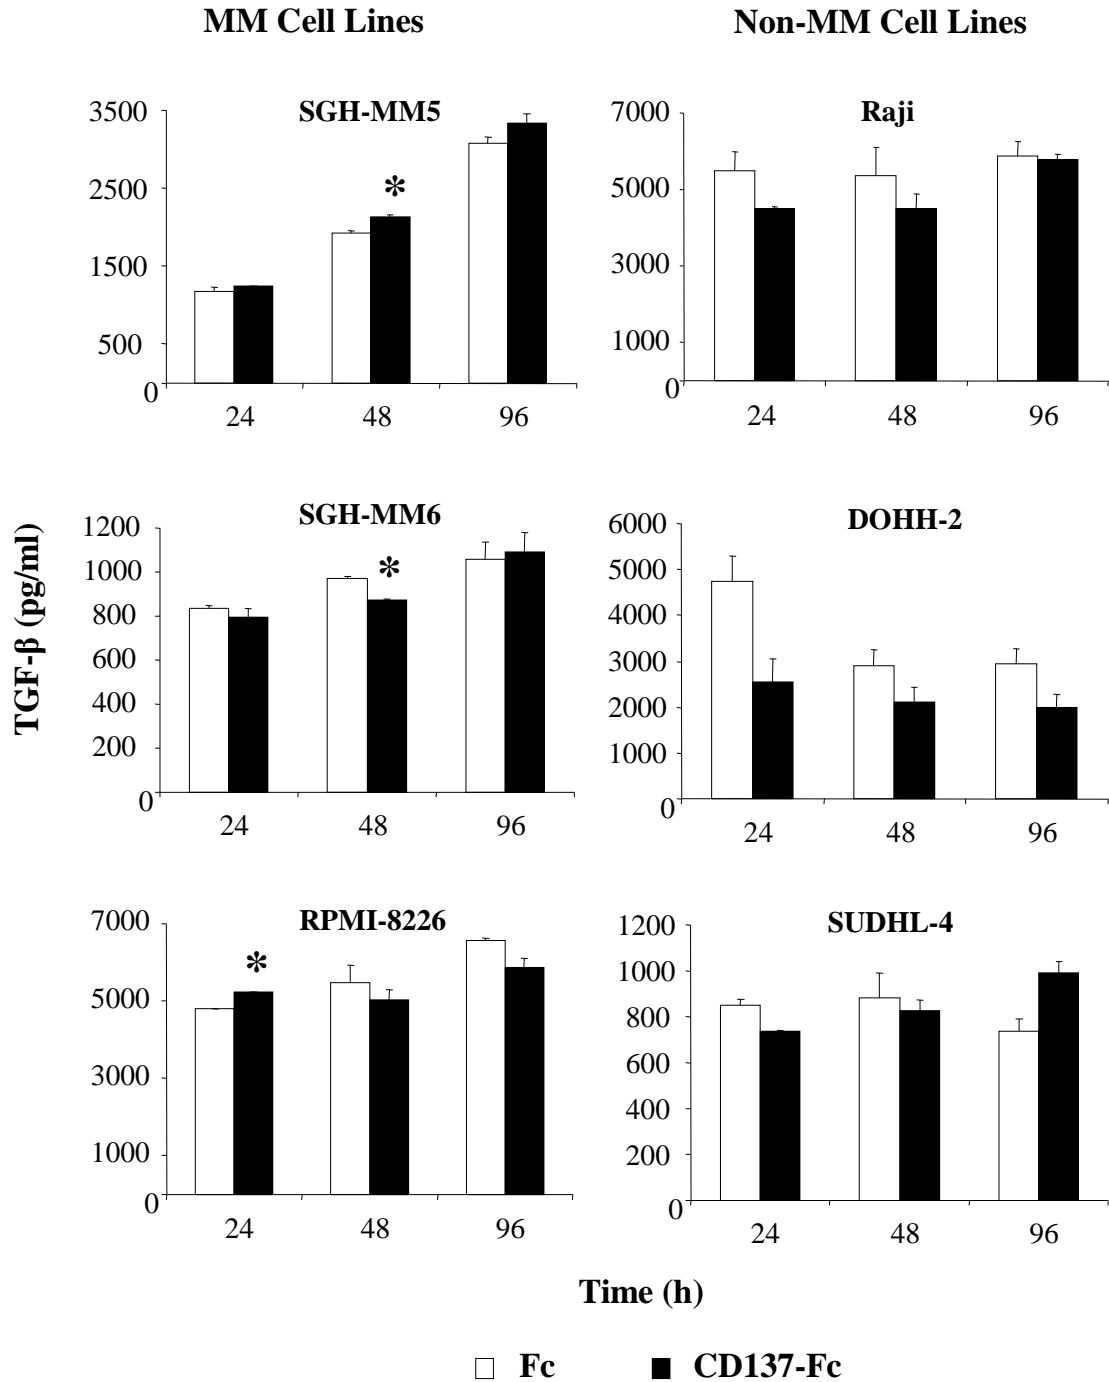 MM Cell Lines
Non-MM Cell Lines
SGH-MM5
3500
2500
1500
500
0
24 48 96
*
Raji
7000
5000
3000
1000
0
24 48 96
TGF-β (pg/ml)
SGH-MM6
1200
1000
800
600
400
200
0
24 48 96
*
DOHH-2
6000
5000
4000
3000
2000
1000
0
24 48 96
RPMI-8226
7000
5000
3000
1000
0
24 48 96
*
SUDHL-4
1200
1000
800
600
400
200
0
24 48 96
Time (h)
Fc CD137-Fc